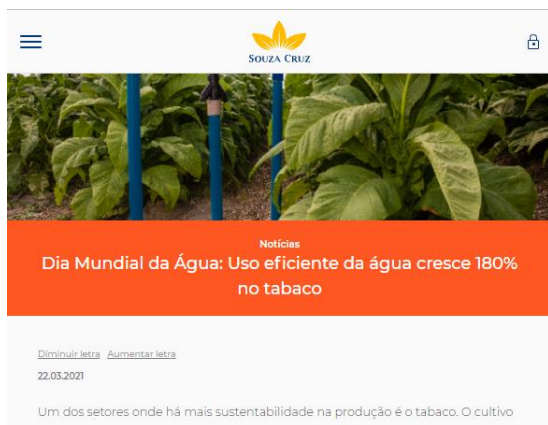 SOUZA CRUZ
Notícias
Dia Mundial da Água: Uso eficiente da água cresce 180%
no tabaco
Diminuir letra Aumentar letra
22.03.2021
Um dos setores onde há mais sustentabilidade na produção é o tabaco. O cultivo